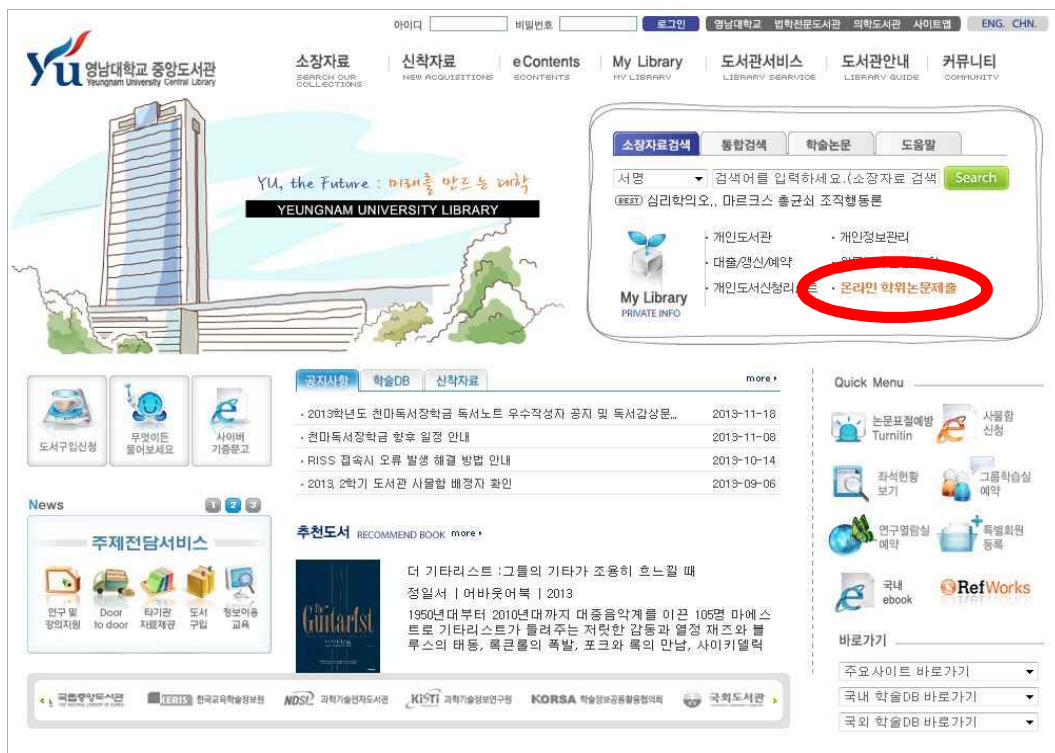 아이디 비밀번호 로그인 영남대학교 법학전문도서관 의학도서관 사이트맵 ENG. CHN.
Yu 영남대학교 중앙도서관
Yeungnam University Central Library
소장자료 신착자료 eContents My Library 도서관서비스 도서관안내 커뮤니티
SEARCH OUR COLLECTIONS NEW ACQUISITIONS ECONTENTS MY LIBRARY LIBRARY SEARVICE LIBRARY GUIDE COMMUNITY
YU, the Future : 미래를 만드는 대학
YEUNGNAM UNIVERSITY LIBRARY
소장자료검색 통합검색 학술논문 도움말
서명 검색어를 입력하세요.(소장자료 검색 Search
BEST 심리학의오,, 마르크스 총균쇠 조직행동론
My Library
PRIVATE INFO
· 개인도서관 · 개인정보관리
· 대출/갱신/예약
· 개인도서신청리스트 · 온라인 학위논문제출
도서구입신청 무엇이든 물어보세요 사이버 기증문고
공지사항 학술DB 신착자료 more
· 2013학년도 천마독서장학금 독서노트 우수작성자 공지 및 독서감상문... 2013-11-18
· 천마독서장학금 향후 일정 안내 2013-11-08
· RISS 접속시 오류 발생 해결 방법 안내 2013-10-14
· 2013, 2학기 도서관 사물함 배정자 확인 2013-09-06
News 1 2 3
주제전담서비스
연구 및 강의지원 Door to door 타기관 자료제공 도서 구입 정보이용 교육
추천도서 RECOMMEND BOOK more
The Guitarist
더 기타리스트 :그들의 기타가 조용히 흐느낄 때
정일서 | 어바웃어북 | 2013
1950년대부터 2010년대까지 대중음악계를 이끈 105명 마에스
트로 기타리스트가 들려주는 저릿한 감동과 열정 재즈와 블
루스의 태동, 록큰롤의 폭발, 포크와 록의 만남, 사이키델릭
Quick Menu
논문표절예방 Turnitin 사물함 신청
좌석현황 보기 그룹학습실 예약
연구열람실 예약 특별회원 등록
국내 ebook RefWorks
바로가기
주요사이트 바로가기
국내 학술DB 바로가기
국외 학술DB 바로가기
국립중앙도서관 KERIS 한국교육학술정보원 NDSL 과학기술전자도서관 KiSTi 과학기술정보연구원 KORSA 학술정보공동활용협의회 국회도서관